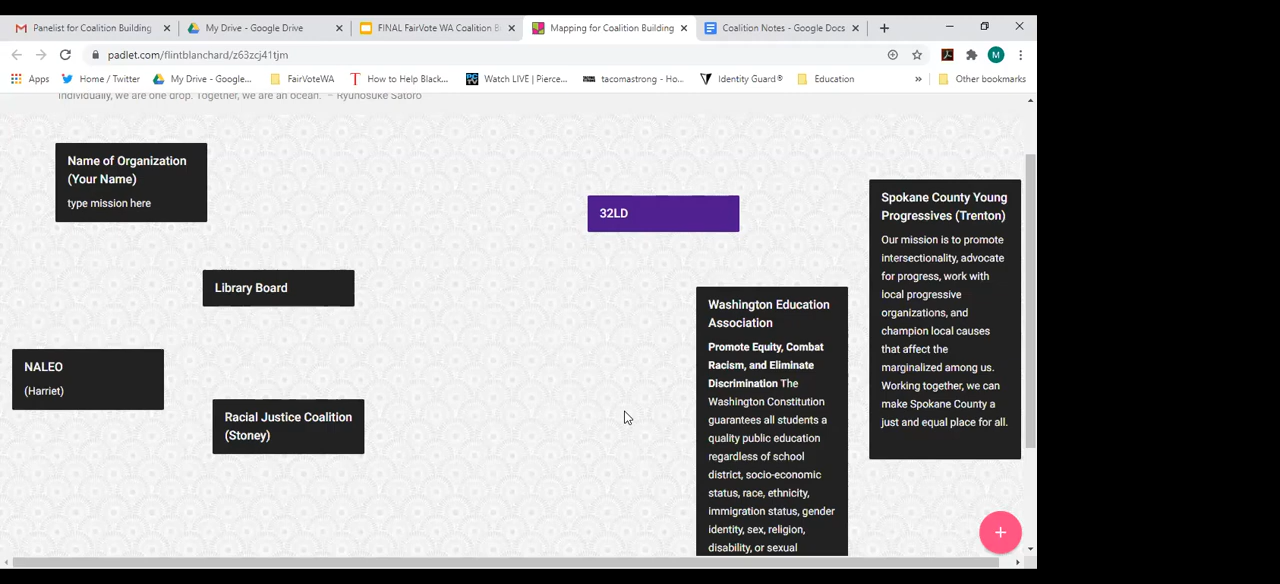 Panelist for Coalition Building
My Drive - Google Drive
FINAL FairVote WA Coalition B
Mapping for Coalition Building
Coalition Notes - Google Docs
padlet.com/flintblanchard/z63zcj41tjm
M
Apps
Home / Twitter
My Drive - Google...
FairVoteWA
How to Help Black...
Watch LIVE | Pierce...
tacomastrong - Ho...
Identity Guard®
Education
»
Other bookmarks
Individually, we are one drop. Together, we are an ocean. ~ Ryunosuke Satoro
Name of Organization
(Your Name)
type mission here
Library Board
NALEO
(Harriet)
Racial Justice Coalition
(Stoney)
32LD
Washington Education
Association
Promote Equity, Combat
Racism, and Eliminate
Discrimination The
Washington Constitution
guarantees all students a
quality public education
regardless of school
district, socio-economic
status, race, ethnicity,
immigration status, gender
identity, sex, religion,
disability, or sexual
Spokane County Young
Progressives (Trenton)
Our mission is to promote
intersectionality, advocate
for progress, work with
local progressive
organizations, and
champion local causes
that affect the
marginalized among us.
Working together, we can
make Spokane County a
just and equal place for all.